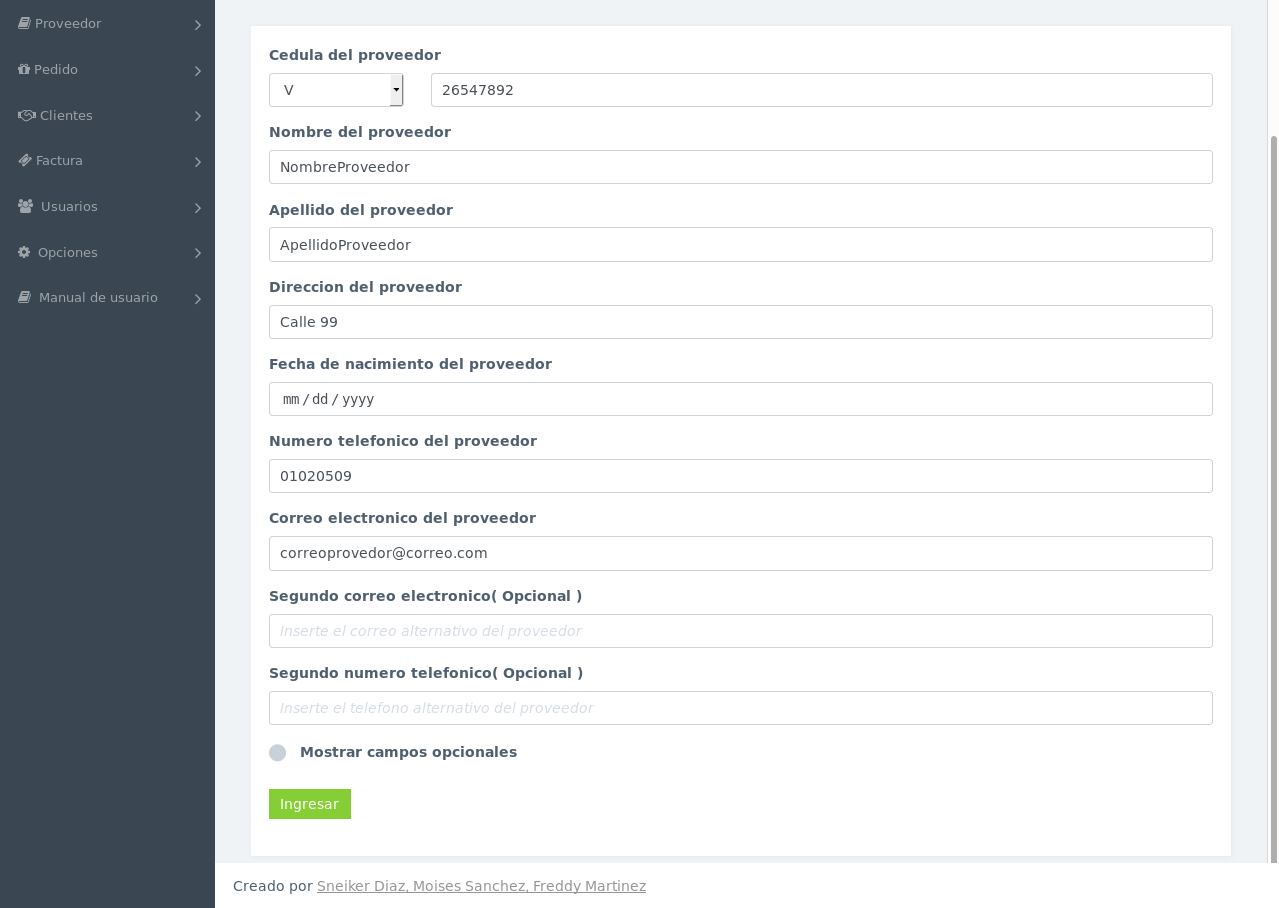 Proveedor
Pedido
Clientes
Factura
Usuarios
Opciones
Manual de usuario
Cedula del proveedor
V 26547892
Nombre del proveedor
NombreProveedor
Apellido del proveedor
ApellidoProveedor
Direccion del proveedor
Calle 99
Fecha de nacimiento del proveedor
mm / dd / yyyy
Numero telefonico del proveedor
01020509
Correo electronico del proveedor
correoprovedor@correo.com
Segundo correo electronico( Opcional )
Inserte el correo alternativo del proveedor
Segundo numero telefonico( Opcional )
Inserte el telefono alternativo del proveedor
Mostrar campos opcionales
Ingresar
Creado por Sneiker Diaz, Moises Sanchez, Freddy Martinez